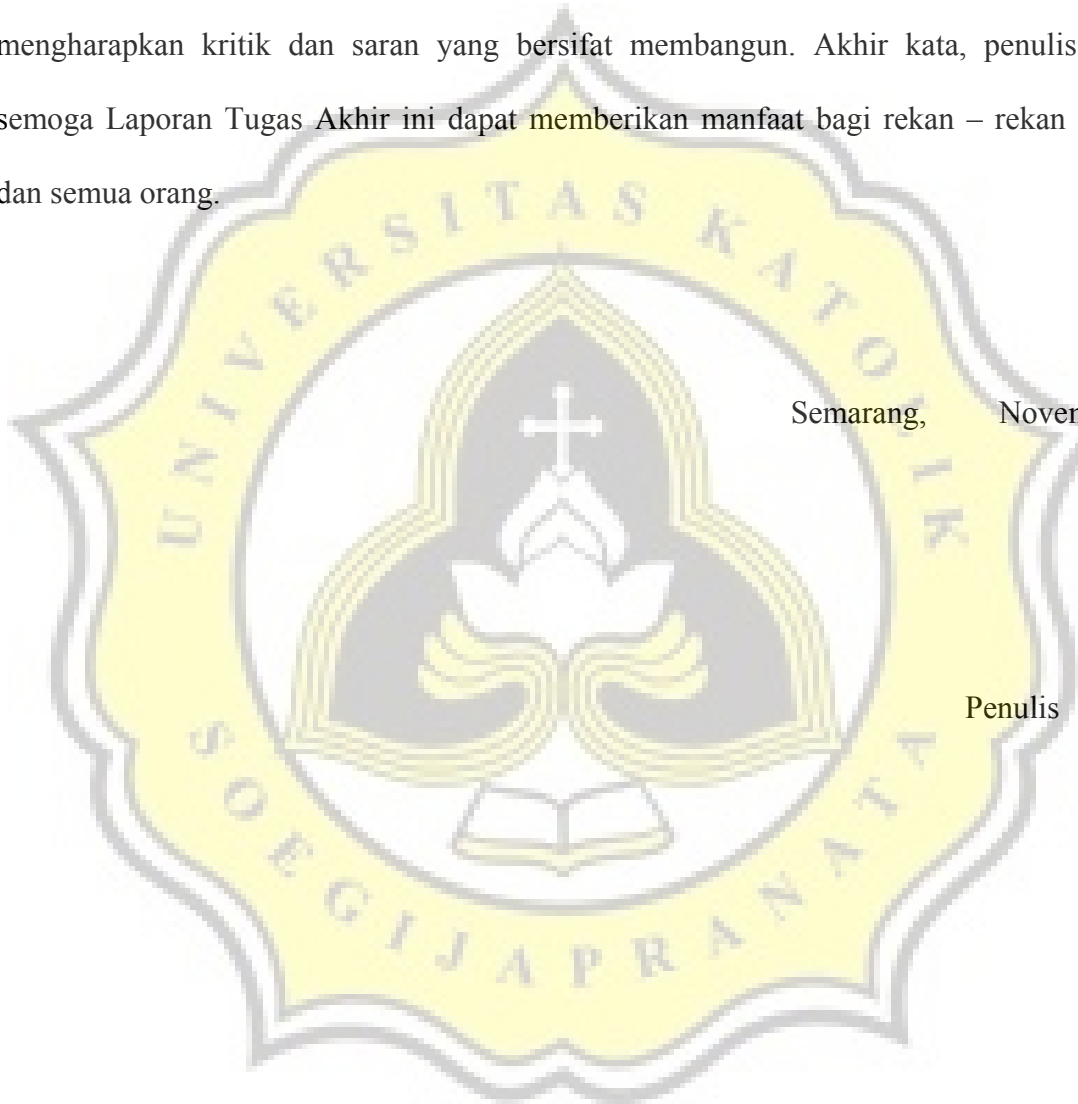 mengharapkan kritik dan saran yang bersifat membangun. Akhir kata, penulis
semoga Laporan Tugas Akhir ini dapat memberikan manfaat bagi rekan – rekan
dan semua orang.
UNIVERSITAS KATOLIK
Semarang,
Penulis
SOEGIJAPRANATA